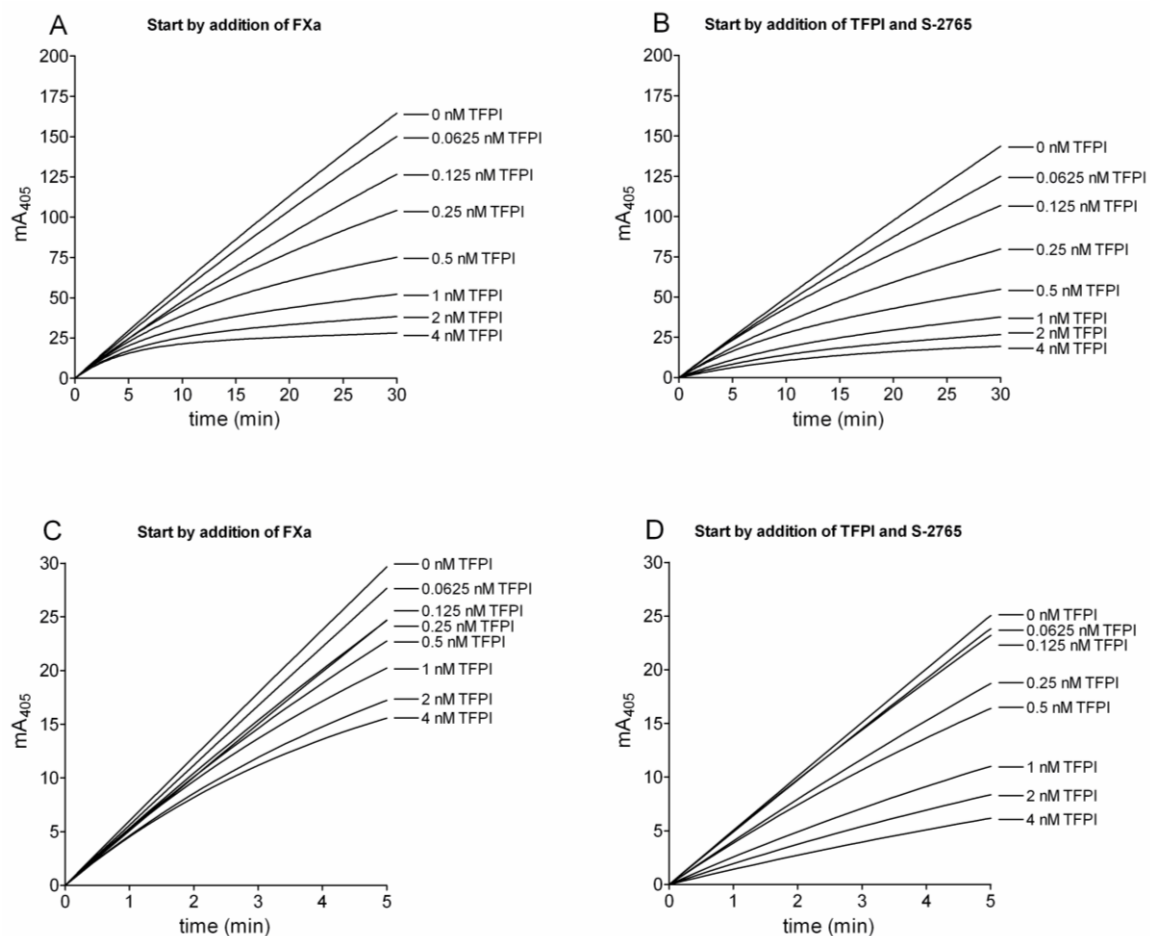 A
Start by addition of FXa
200
175
150
125
100
75
50
25
0
mA405
0 5 10 15 20 25 30
time (min)
0 nM TFPI
0.0625 nM TFPI
0.125 nM TFPI
0.25 nM TFPI
0.5 nM TFPI
1 nM TFPI
2 nM TFPI
4 nM TFPI
B
Start by addition of TFPI and S-2765
200
175
150
125
100
75
50
25
0
mA405
0 5 10 15 20 25 30
time (min)
0 nM TFPI
0.0625 nM TFPI
0.125 nM TFPI
0.25 nM TFPI
0.5 nM TFPI
1 nM TFPI
2 nM TFPI
4 nM TFPI
C
Start by addition of FXa
30
25
20
15
10
5
0
mA405
0 1 2 3 4 5
time (min)
0 nM TFPI
0.0625 nM TFPI
0.125 nM TFPI
0.25 nM TFPI
0.5 nM TFPI
1 nM TFPI
2 nM TFPI
4 nM TFPI
D
Start by addition of TFPI and S-2765
30
25
20
15
10
5
0
mA405
0 1 2 3 4 5
time (min)
0 nM TFPI
0.0625 nM TFPI
0.125 nM TFPI
0.25 nM TFPI
0.5 nM TFPI
1 nM TFPI
2 nM TFPI
4 nM TFPI